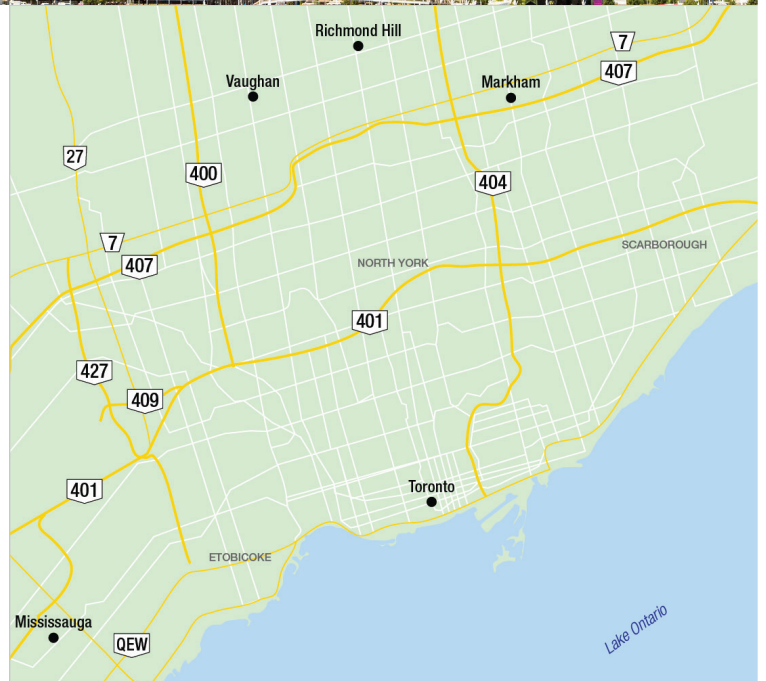 Richmond Hill
7
407
Vaughan
Markham
27
400
404
7
407
NORTH YORK
SCARBOROUGH
401
427
409
401
Toronto
ETOBICOKE
Mississauga
QEW
Lake Ontario